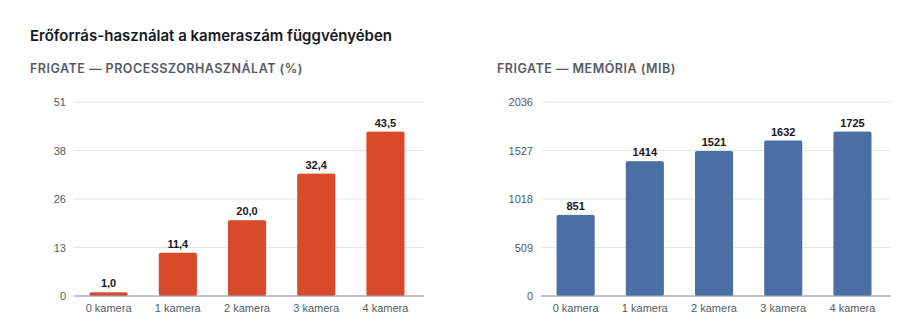 Erőforrás-használat a kameraszám függvényében
FRIGATE — PROCESSZORHASZNÁLAT (%)
51
38
26
13
0
1,0
11,4
20,0
32,4
43,5
0 kamera
1 kamera
2 kamera
3 kamera
4 kamera
FRIGATE — MEMÓRIA (MIB)
2036
1527
1018
509
0
851
1414
1521
1632
1725
0 kamera
1 kamera
2 kamera
3 kamera
4 kamera